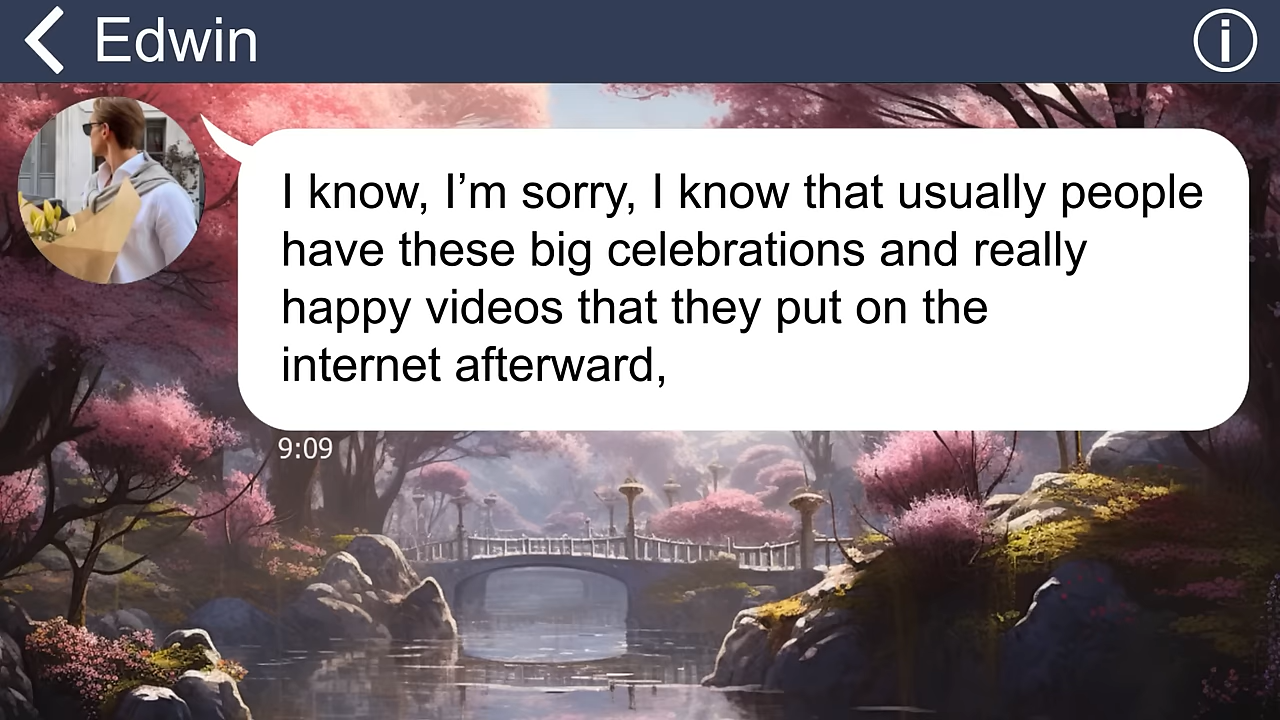 Edwin
I know, I’m sorry, I know that usually people
have these big celebrations and really
happy videos that they put on the
internet afterward,
9:09